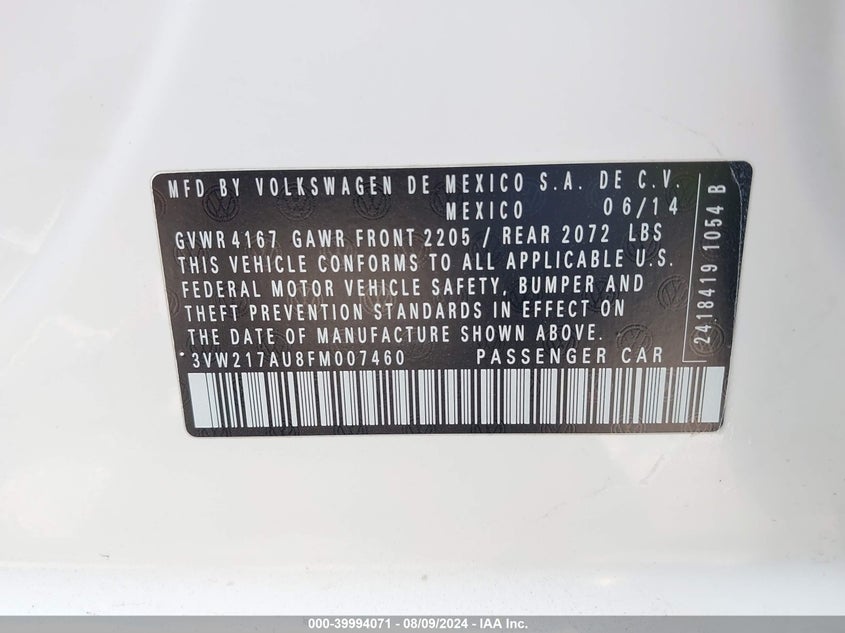 MFD BY VOLKSWAGEN DE MEXICO S.A. DE C.V.
MEXICO 06/14
GVWR 4167 GAWR FRONT 2205 / REAR 2072 LBS
THIS VEHICLE CONFORMS TO ALL APPLICABLE U.S.
FEDERAL MOTOR VEHICLE SAFETY, BUMPER AND
THEFT PREVENTION STANDARDS IN EFFECT ON
THE DATE OF MANUFACTURE SHOWN ABOVE.
*3VW217AU8FM007460 PASSENGER CAR
2418419 1054 B
000-39994071 - 08/09/2024 - IAA Inc.